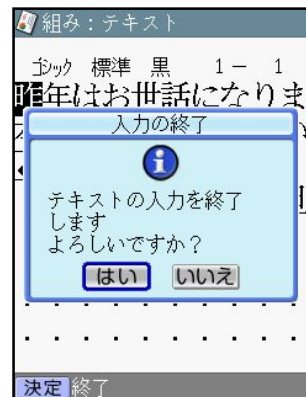 組み：テキスト
ゴシック 標準 黒 1－ 1
昨年はお世話になりま
入力の終了
テキストの入力を終了
します
よろしいですか？
はい いいえ
決定 終了